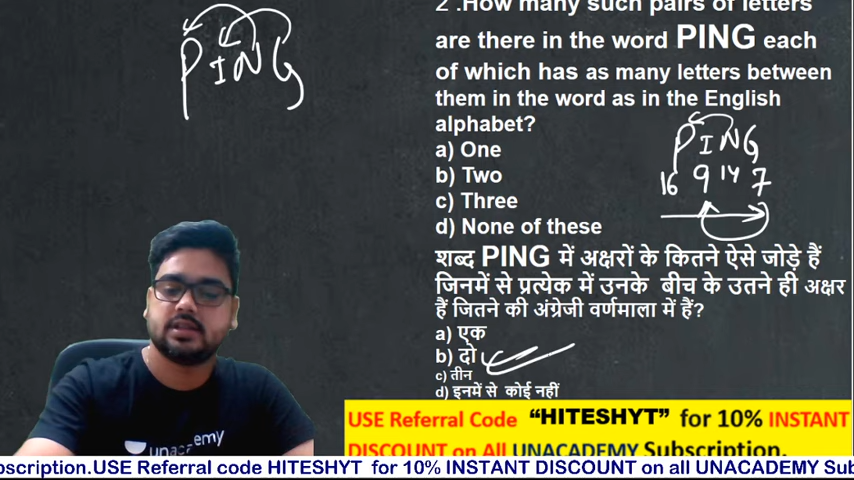 2 .How many such pairs of letters
are there in the word PING each
of which has as many letters between
them in the word as in the English
alphabet?
a) One
b) Two
c) Three
d) None of these
शब्द PING में अक्षरों के कितने ऐसे जोड़े हैं
जिनमें से प्रत्येक में उनके बीच के उतने ही अक्षर
हैं जितने की अंग्रेजी वर्णमाला में हैं?
a) एक
b) दो
c) तीन
d) इनमें से कोई नहीं
PING
PING
16 9 14 7
unacademy
USE Referral Code “HITESHYT” for 10% INSTANT
DISCOUNT on All UNACADEMY Subscription.
bscription.USE Referral code HITESHYT for 10% INSTANT DISCOUNT on all UNACADEMY Sub